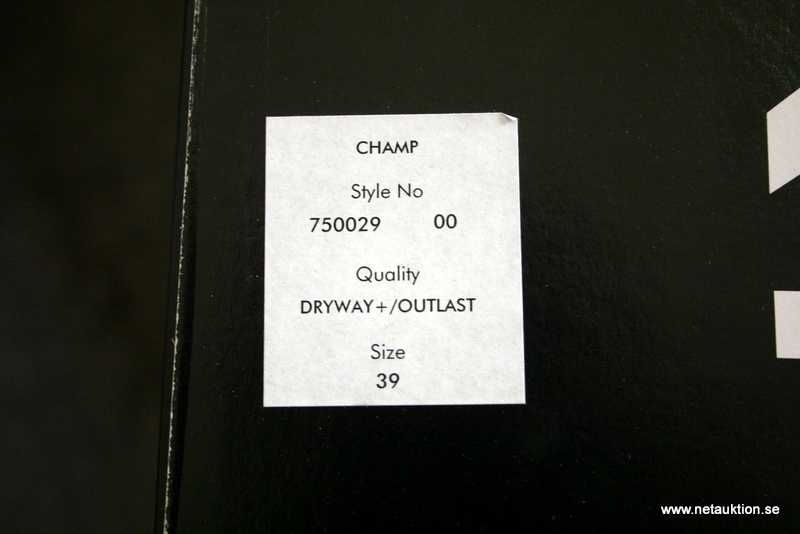 CHAMP
Style No
750029 00
Quality
DRYWAY+/OUTLAST
Size
39
www.netauktion.se